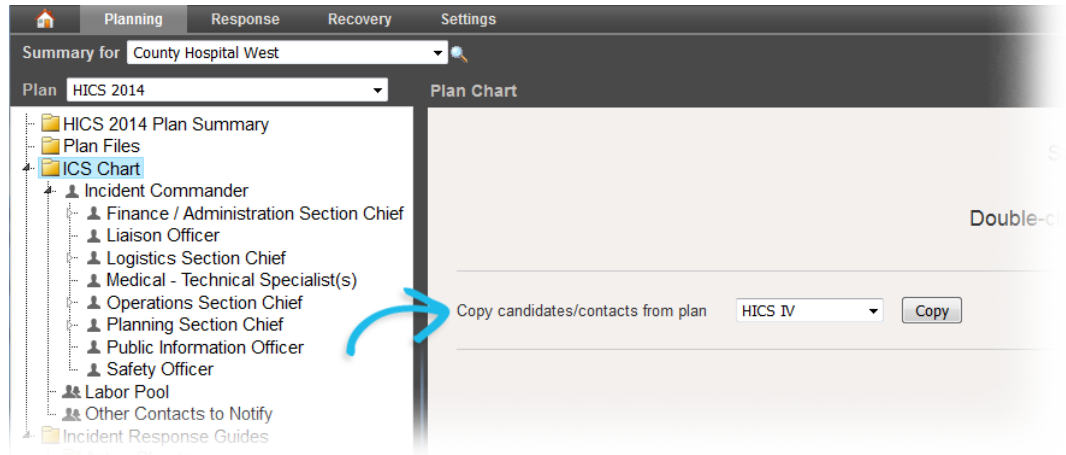 Planning Response Recovery Settings
Summary for County Hospital West
Plan HICS 2014
Plan Chart
HICS 2014 Plan Summary
Plan Files
ICS Chart
Incident Commander
Finance / Administration Section Chief
Liaison Officer
Logistics Section Chief
Medical - Technical Specialist(s)
Operations Section Chief
Planning Section Chief
Public Information Officer
Safety Officer
Labor Pool
Other Contacts to Notify
Incident Response Guides
Double-c
Copy candidates/contacts from plan HICS IV Copy